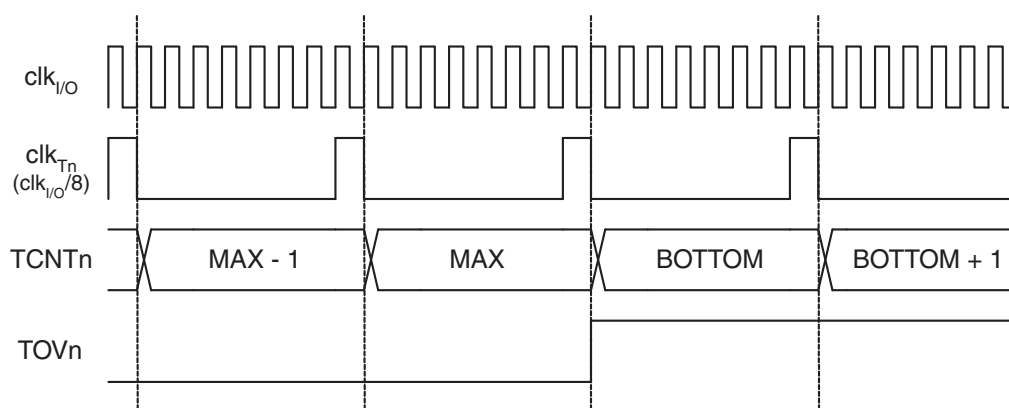 clkI/O
clkTn
(clkI/O/8)
TCNTn
MAX - 1
MAX
BOTTOM
BOTTOM + 1
TOVn